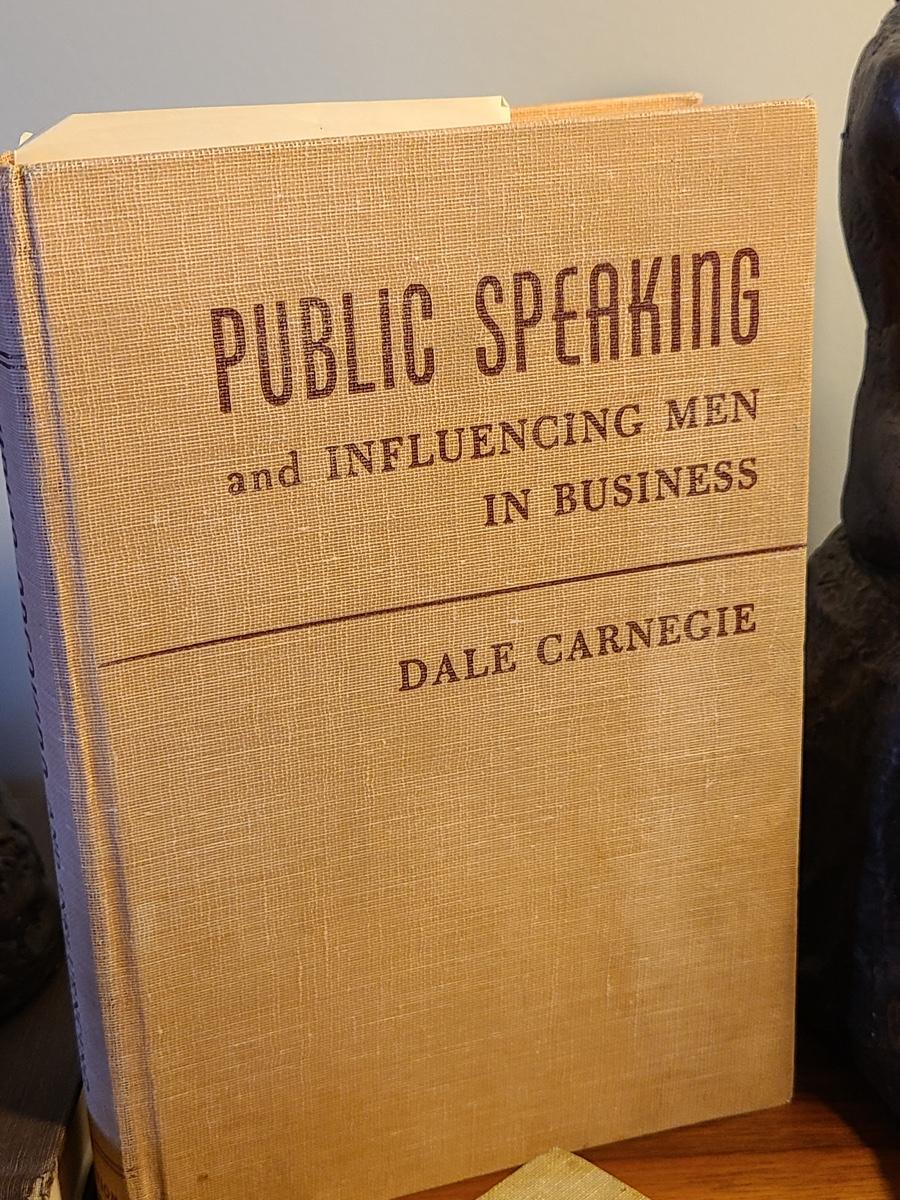 PUBLIC SPEAKING
and INFLUENCING MEN
IN BUSINESS
DALE CARNEGIE